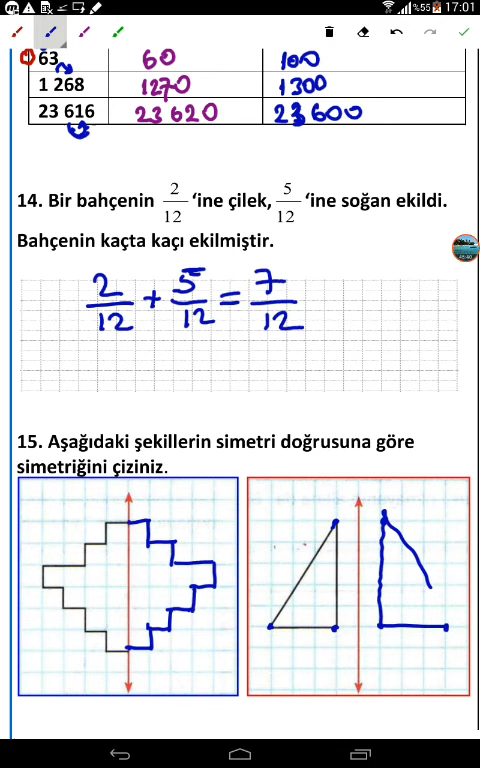 %55 17:01
63 60 100
1 268 1270 1300
23 616 23 620 23 600
14. Bir bahçenin 2/12 ‘ine çilek, 5/12 ‘ine soğan ekildi.
Bahçenin kaçta kaçı ekilmiştir.
2/12 + 5/12 = 7/12
15. Aşağıdaki şekillerin simetri doğrusuna göre
simetriğini çiziniz.